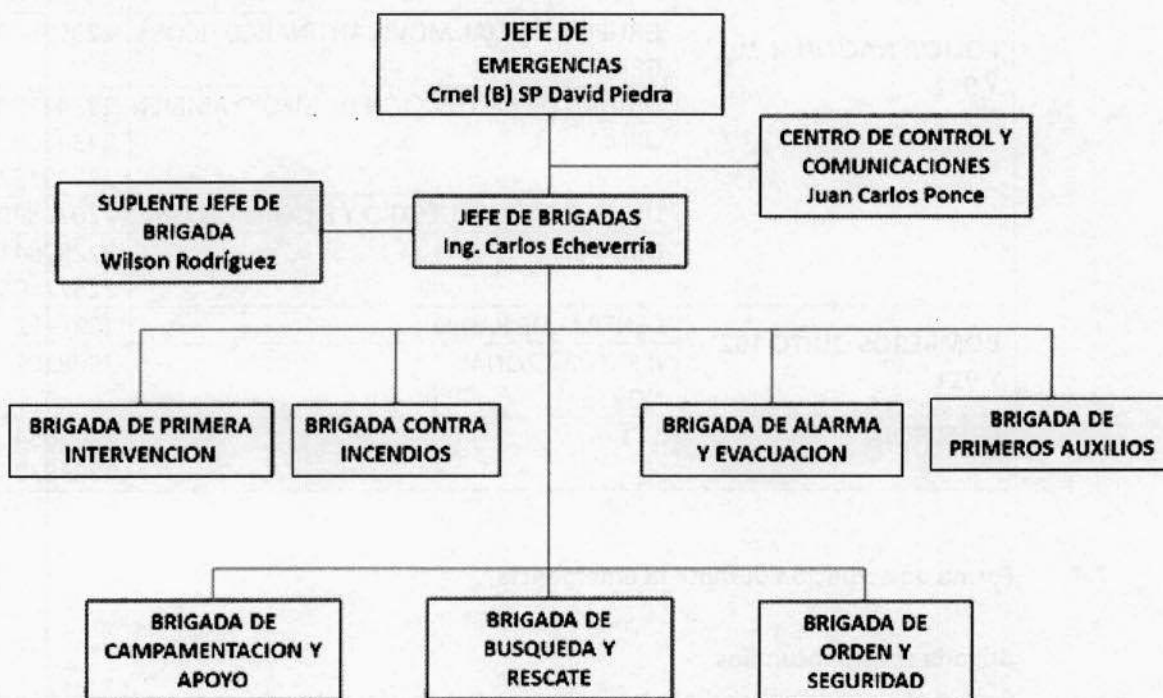 JEFE DE
EMERGENCIAS
Crnel (B) SP David Piedra
CENTRO DE CONTROL Y
COMUNICACIONES
Juan Carlos Ponce
SUPLENTE JEFE DE
BRIGADA
Wilson Rodríguez
JEFE DE BRIGADAS
Ing. Carlos Echeverría
BRIGADA DE PRIMERA
INTERVENCION
BRIGADA CONTRA
INCENDIOS
BRIGADA DE ALARMA
Y EVACUACION
BRIGADA DE
PRIMEROS AUXILIOS
BRIGADA DE
CAMPAMENTACION Y
APOYO
BRIGADA DE
BUSQUEDA Y
RESCATE
BRIGADA DE
ORDEN Y
SEGURIDAD